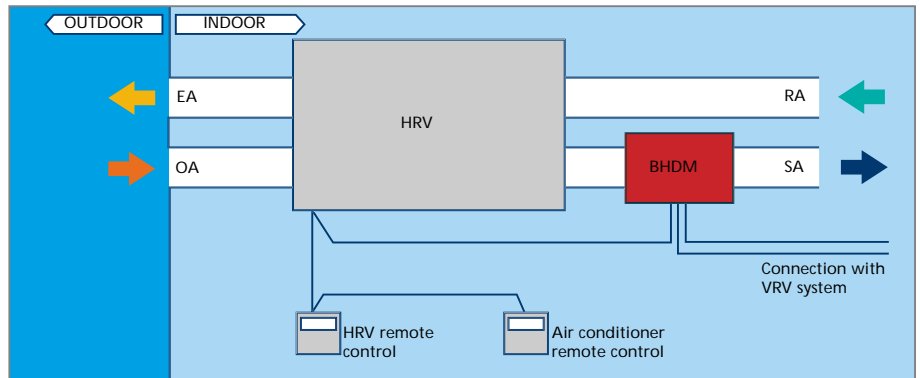 OUTDOOR
INDOOR
EA
RA
HRV
OA
BHDM
SA
Connection with
VRV system
HRV remote
control
Air conditioner
remote control